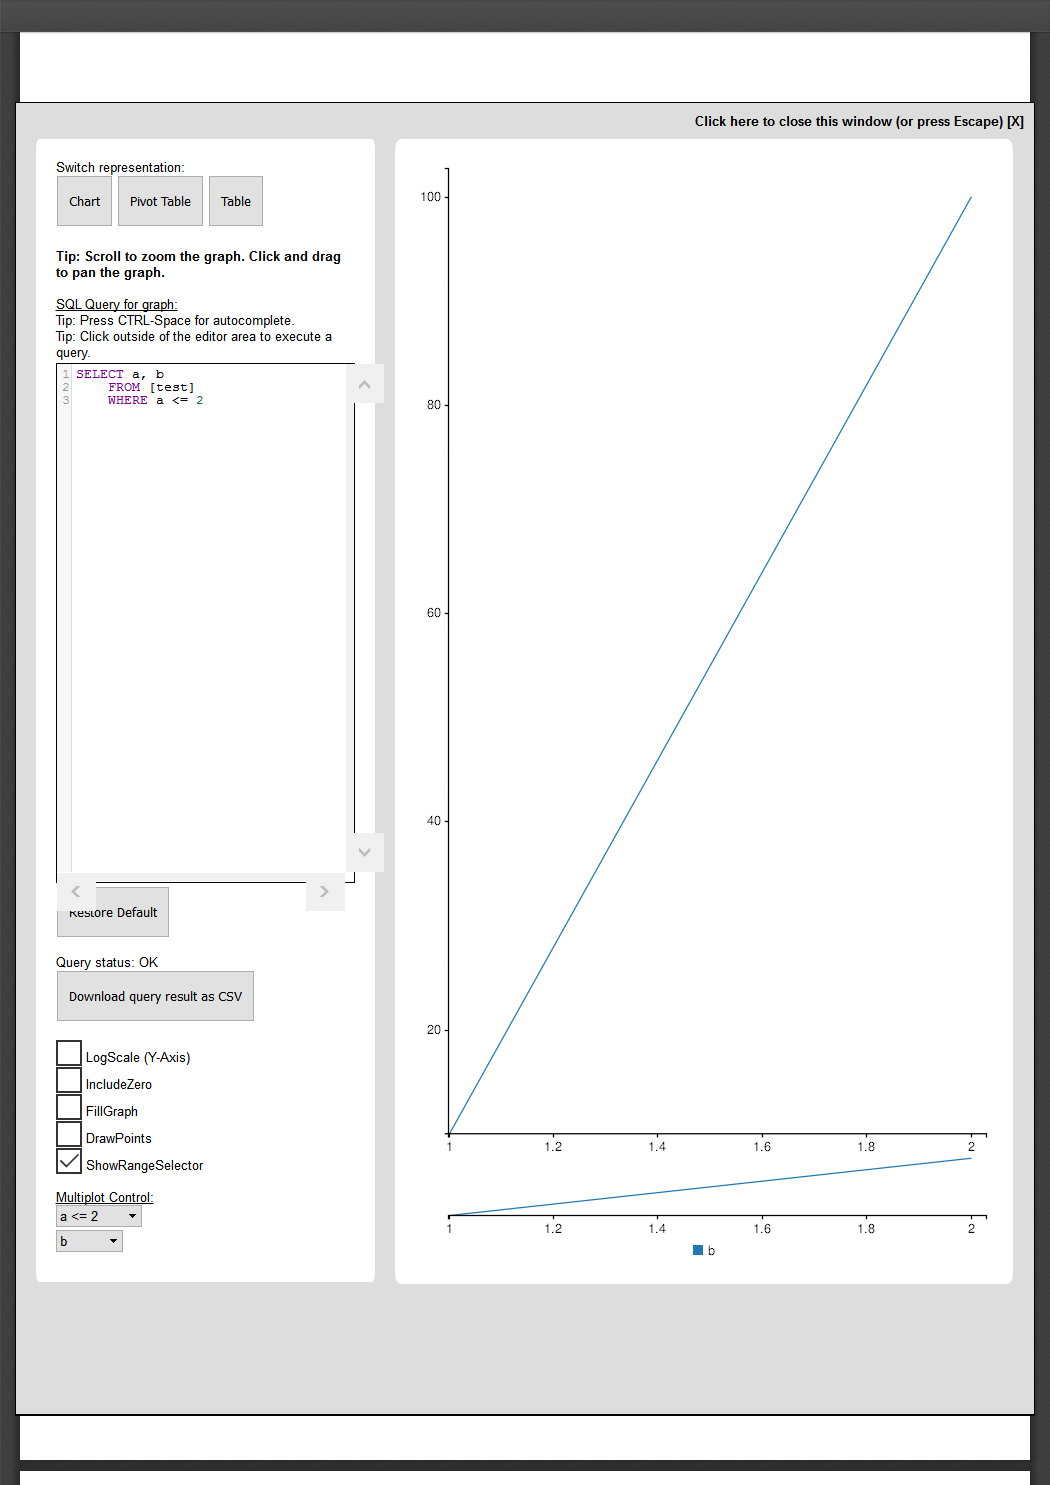 Click here to close this window (or press Escape) [X]
Switch representation:
Chart
Pivot Table
Table
Tip: Scroll to zoom the graph. Click and drag
to pan the graph.
SQL Query for graph:
Tip: Press CTRL-Space for autocomplete.
Tip: Click outside of the editor area to execute a
query.
1 SELECT a, b
2 FROM [test]
3 WHERE a <= 2
Restore Default
Query status: OK
Download query result as CSV
LogScale (Y-Axis)
IncludeZero
FillGraph
DrawPoints
ShowRangeSelector
Multiplot Control:
a <= 2
b
100
80
60
40
20
1 1.2 1.4 1.6 1.8 2
1 1.2 1.4 1.6 1.8 2
b